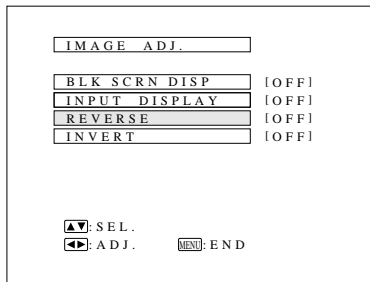 IMAGE ADJ.
BLK SCRN DISP [OFF]
INPUT DISPLAY [OFF]
REVERSE [OFF]
INVERT [OFF]
▲▼:SEL.
◀▶:ADJ. MENU:END